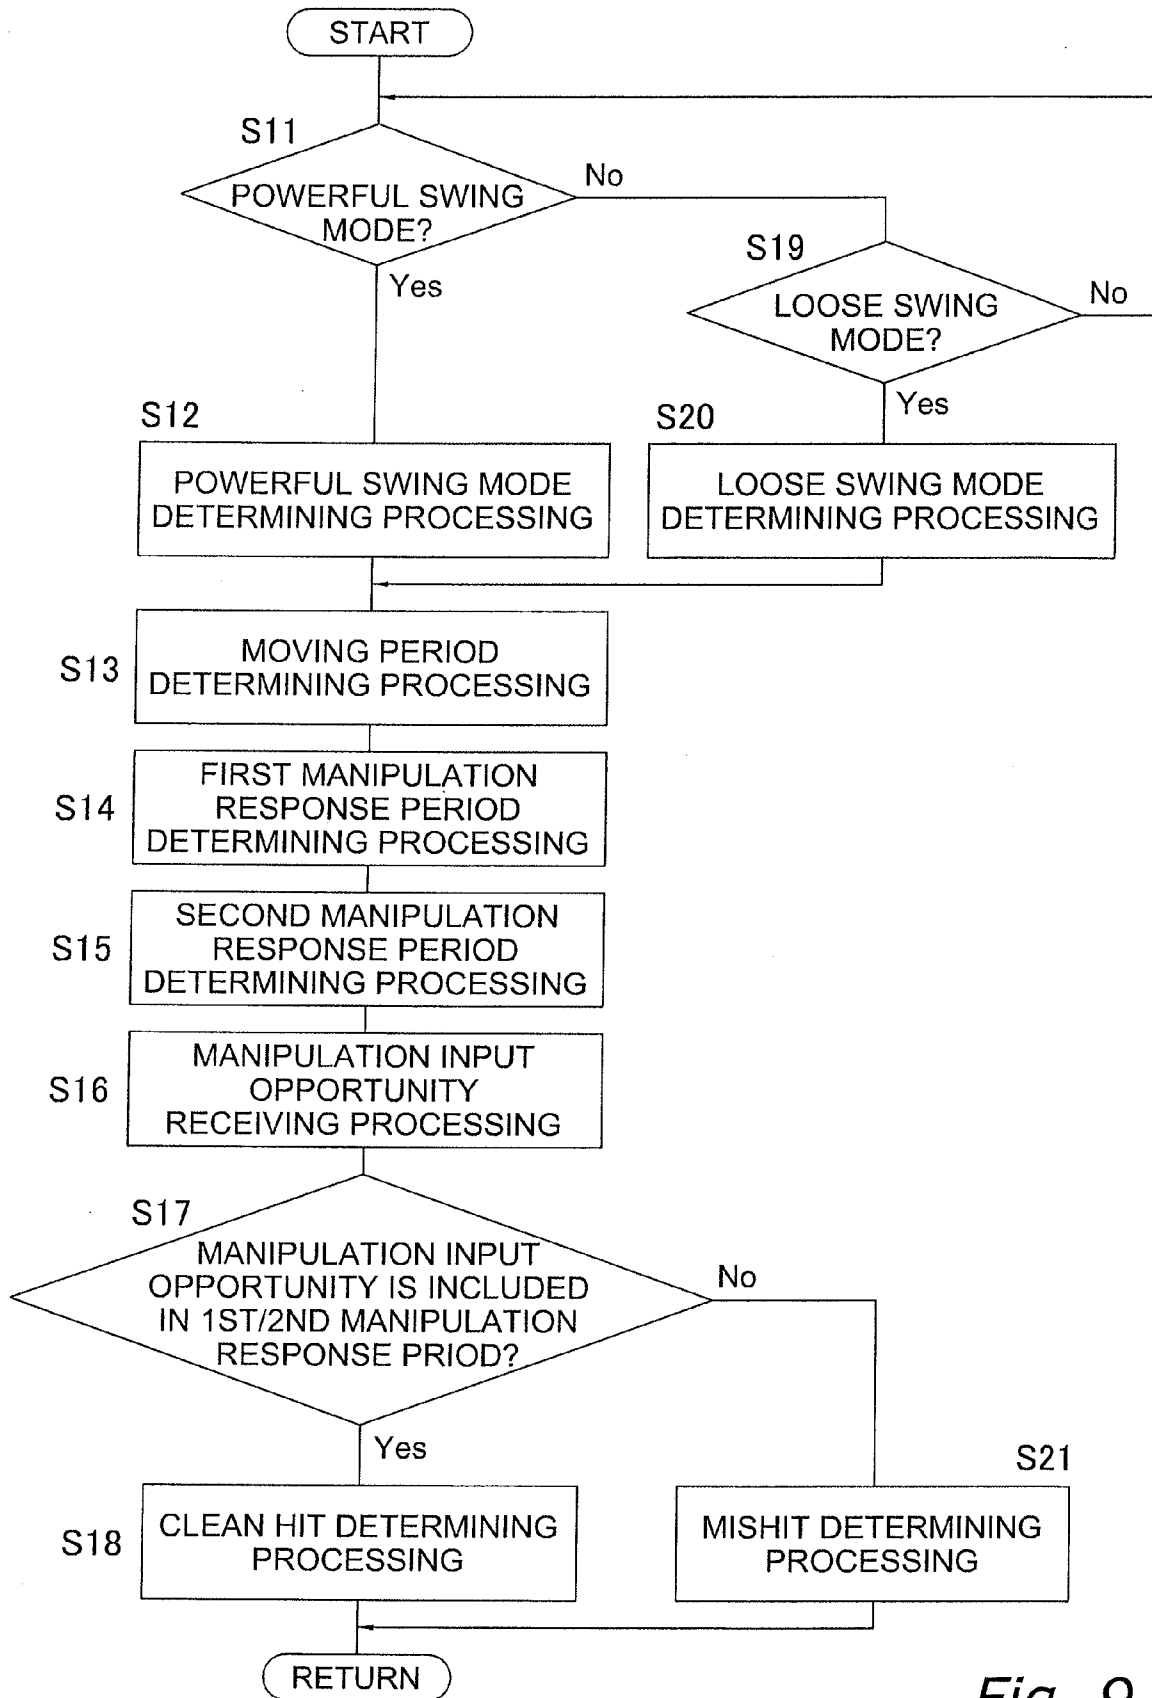 START
S11
POWERFUL SWING
MODE?
No
Yes
S19
LOOSE SWING
MODE?
No
Yes
S12
POWERFUL SWING MODE
DETERMINING PROCESSING
S20
LOOSE SWING MODE
DETERMINING PROCESSING
S13
MOVING PERIOD
DETERMINING PROCESSING
S14
FIRST MANIPULATION
RESPONSE PERIOD
DETERMINING PROCESSING
S15
SECOND MANIPULATION
RESPONSE PERIOD
DETERMINING PROCESSING
S16
MANIPULATION INPUT
OPPORTUNITY
RECEIVING PROCESSING
S17
MANIPULATION INPUT
OPPORTUNITY IS INCLUDED
IN 1ST/2ND MANIPULATION
RESPONSE PRIOD?
No
Yes
S18
CLEAN HIT DETERMINING
PROCESSING
S21
MISHIT DETERMINING
PROCESSING
RETURN
Fig. 9